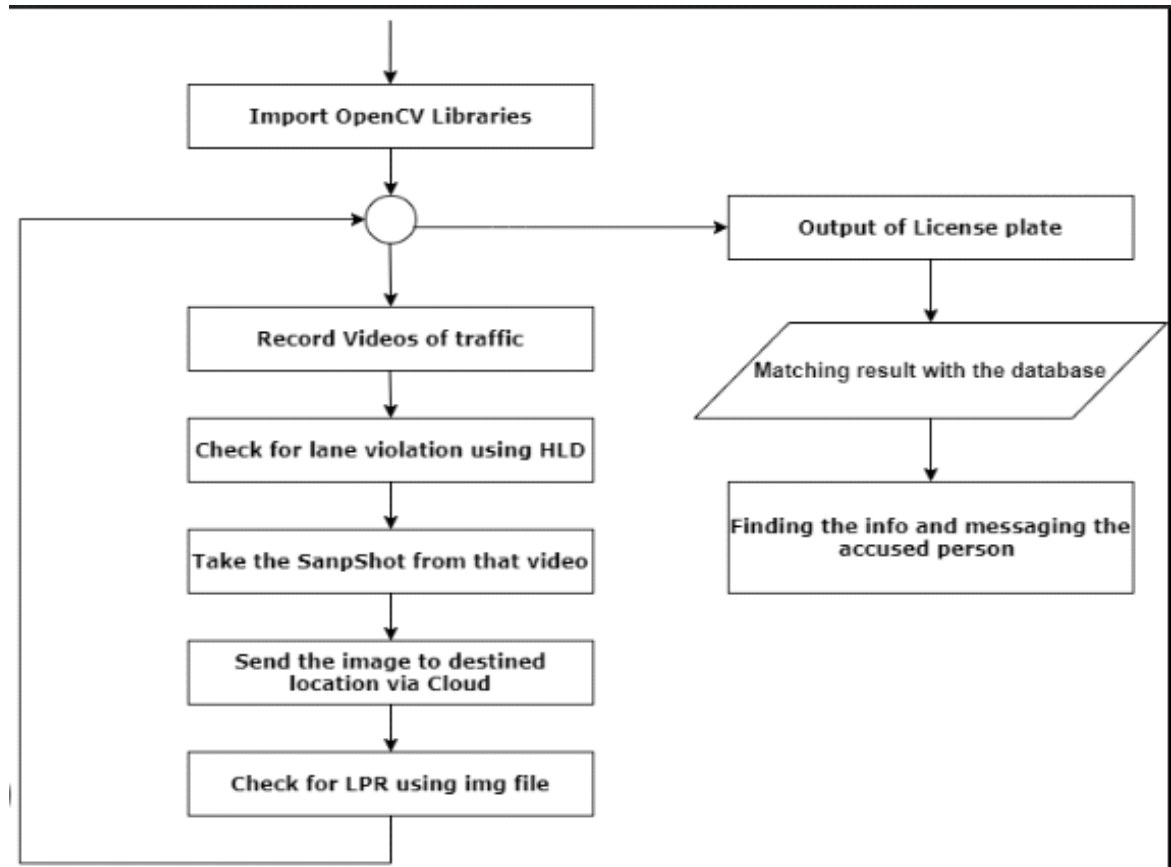 Import OpenCV Libraries
Record Videos of traffic
Check for lane violation using HLD
Take the SanpShot from that video
Send the image to destined
location via Cloud
Check for LPR using img file
Output of License plate
Matching result with the database
Finding the info and messaging the
accused person